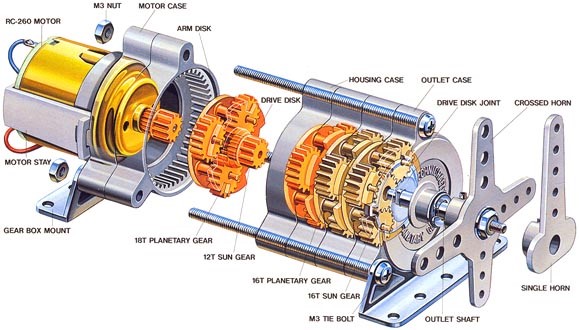 M3 NUT
MOTOR CASE
RC-260 MOTOR
ARM DISK
HOUSING CASE
OUTLET CASE
DRIVE DISK
DRIVE DISK JOINT
CROSSED HORN
MOTOR STAY
GEAR BOX MOUNT
18T PLANETARY GEAR
12T SUN GEAR
16T PLANETARY GEAR
16T SUN GEAR
M3 TIE BOLT
OUTLET SHAFT
SINGLE HORN